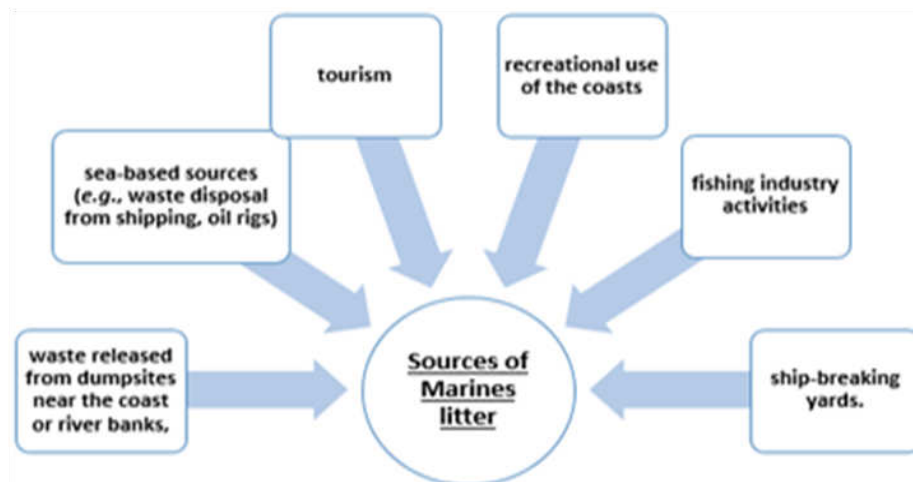 tourism
recreational use
of the coasts
sea-based sources
(e.g., waste disposal
from shipping, oil rigs)
fishing industry
activities
waste released
from dumpsites
near the coast
or river banks,
Sources of
Marines
litter
ship-breaking
yards.